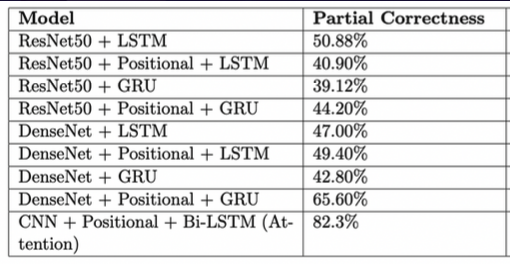 Model Partial Correctness
ResNet50 + LSTM 50.88%
ResNet50 + Positional + LSTM 40.90%
ResNet50 + GRU 39.12%
ResNet50 + Positional + GRU 44.20%
DenseNet + LSTM 47.00%
DenseNet + Positional + LSTM 49.40%
DenseNet + GRU 42.80%
DenseNet + Positional + GRU 65.60%
CNN + Positional + Bi-LSTM (At- 82.3%
tention)